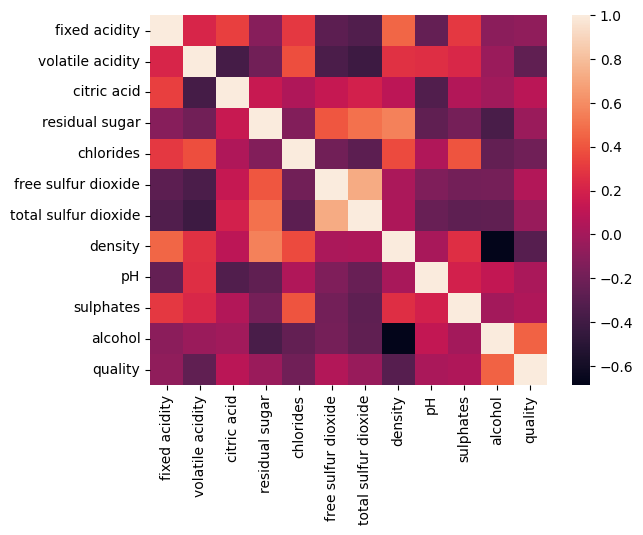 fixed acidity
volatile acidity
citric acid
residual sugar
chlorides
free sulfur dioxide
total sulfur dioxide
density
pH
sulphates
alcohol
quality
fixed acidity
volatile acidity
citric acid
residual sugar
chlorides
free sulfur dioxide
total sulfur dioxide
density
pH
sulphates
alcohol
quality
1.0
0.8
0.6
0.4
0.2
0.0
−0.2
−0.4
−0.6